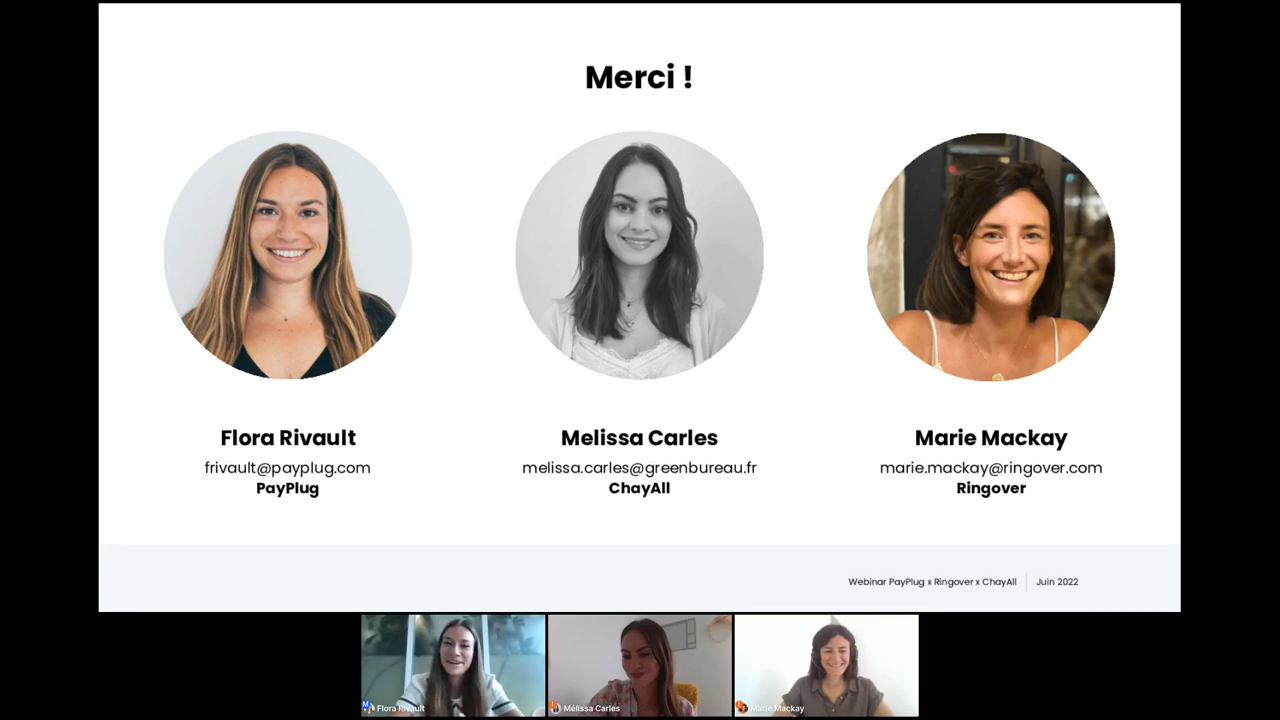 Merci !
Flora Rivault
frivault@payplug.com
PayPlug
Melissa Carles
melissa.carles@greenbureau.fr
ChayAll
Marie Mackay
marie.mackay@ringover.com
Ringover
Webinar PayPlug x Ringover x ChayAll
Juin 2022
Flora Rivault
Mélissa Carles
Marie Mackay